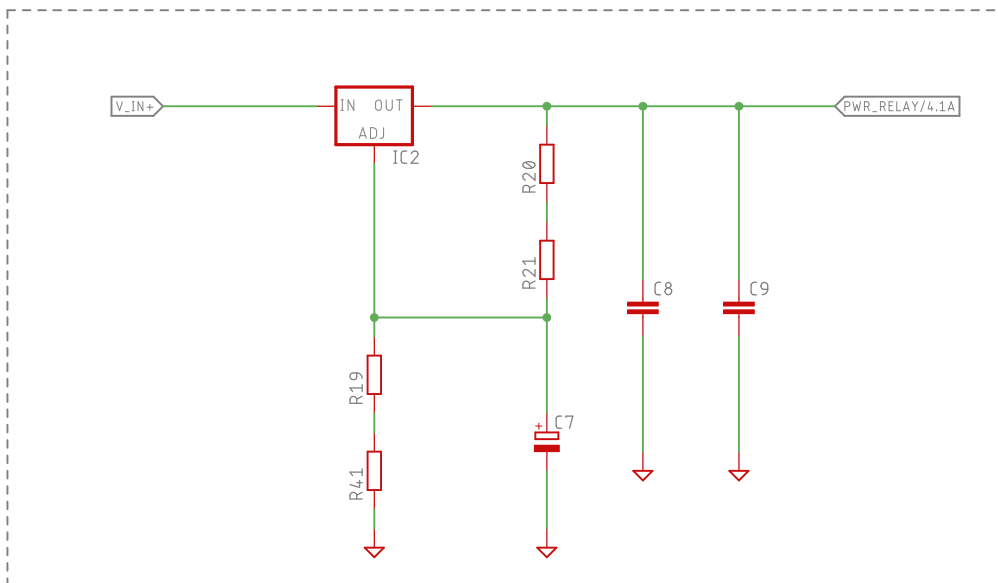 V_IN+
IN OUT
ADJ
IC2
PWR_RELAY/4.1A
R20
R21
C8
C9
R19
C7
+
R41